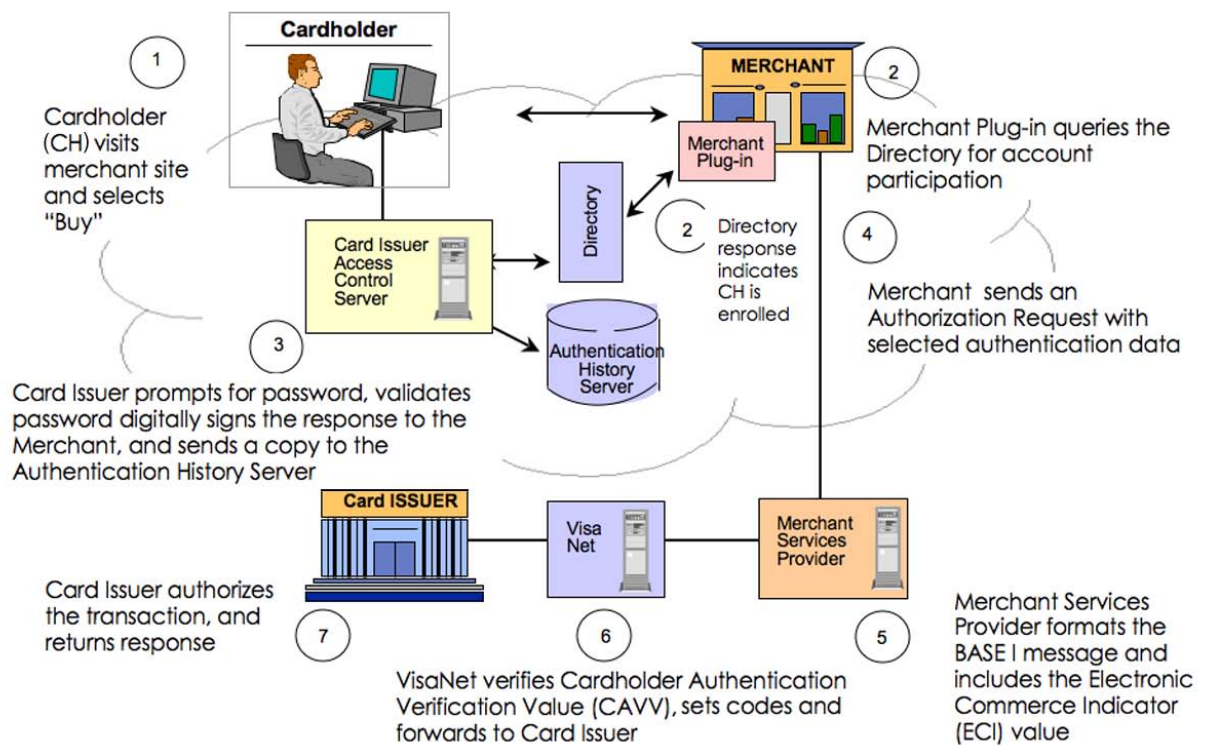 Cardholder
1
Cardholder
(CH) visits
merchant site
and selects
“Buy”
MERCHANT
Merchant
Plug-in
2
Merchant Plug-in queries the
Directory for account
participation
Directory
2
Directory
response
indicates
CH is
enrolled
Card Issuer
Access
Control
Server
3
Card Issuer prompts for password, validates
password digitally signs the response to the
Merchant, and sends a copy to the
Authentication History Server
Authentication
History
Server
4
Merchant sends an
Authorization Request with
selected authentication data
Merchant
Services
Provider
5
Merchant Services
Provider formats the
BASE I message and
includes the Electronic
Commerce Indicator
(ECI) value
Visa
Net
6
VisaNet verifies Cardholder Authentication
Verification Value (CAVV), sets codes and
forwards to Card Issuer
Card ISSUER
7
Card Issuer authorizes
the transaction, and
returns response